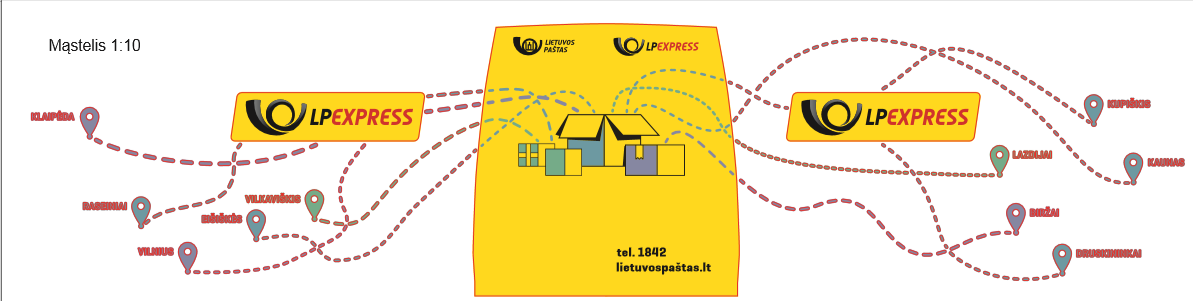 Mąstelis 1:10
LIETUVOS
PAŠTAS
LPEXPRESS
LPEXPRESS
LPEXPRESS
KLAIPĖDA
KUPIŠKIS
LAZDIJAI
KAUNAS
RASEINIAI
VILKAVIŠKIS
EIŠIŠKĖS
BIRŽAI
VILNIUS
DRUSKININKAI
tel. 1842
lietuvospaštas.lt